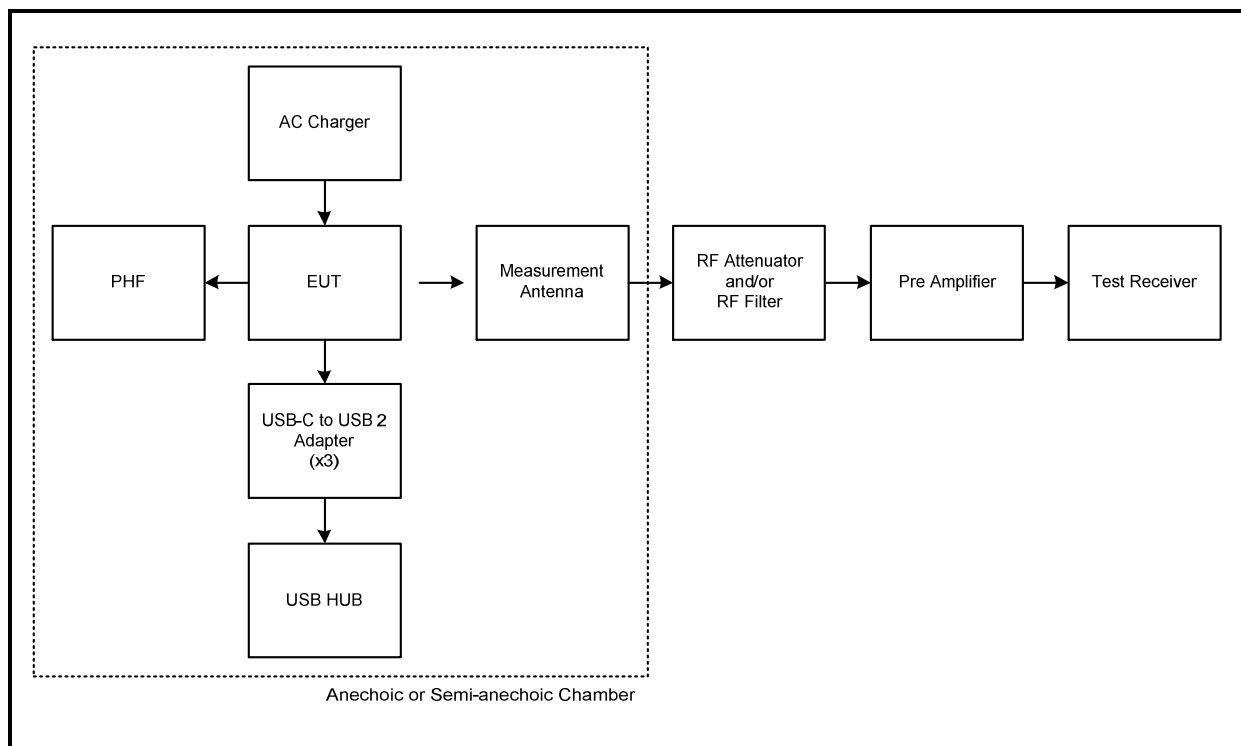 AC Charger
PHF
EUT
Measurement
Antenna
RF Attenuator
and/or
RF Filter
Pre Amplifier
Test Receiver
USB-C to USB 2
Adapter
(x3)
USB HUB
Anechoic or Semi-anechoic Chamber